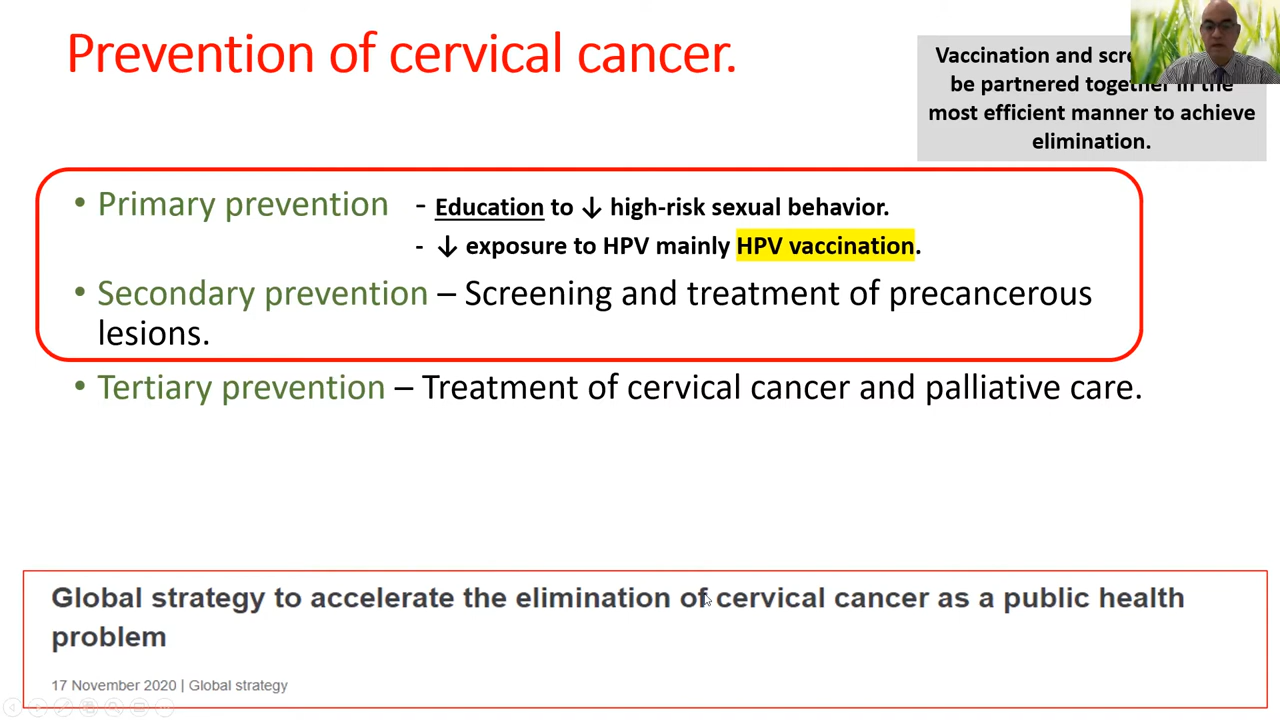 Prevention of cervical cancer.
Vaccination and
be partnered together in the
most efficient manner to achieve
elimination.
• Primary prevention - Education to ↓ high-risk sexual behavior.
- ↓ exposure to HPV mainly HPV vaccination.
• Secondary prevention – Screening and treatment of precancerous
lesions.
• Tertiary prevention – Treatment of cervical cancer and palliative care.
Global strategy to accelerate the elimination of cervical cancer as a public health
problem
17 November 2020 | Global strategy